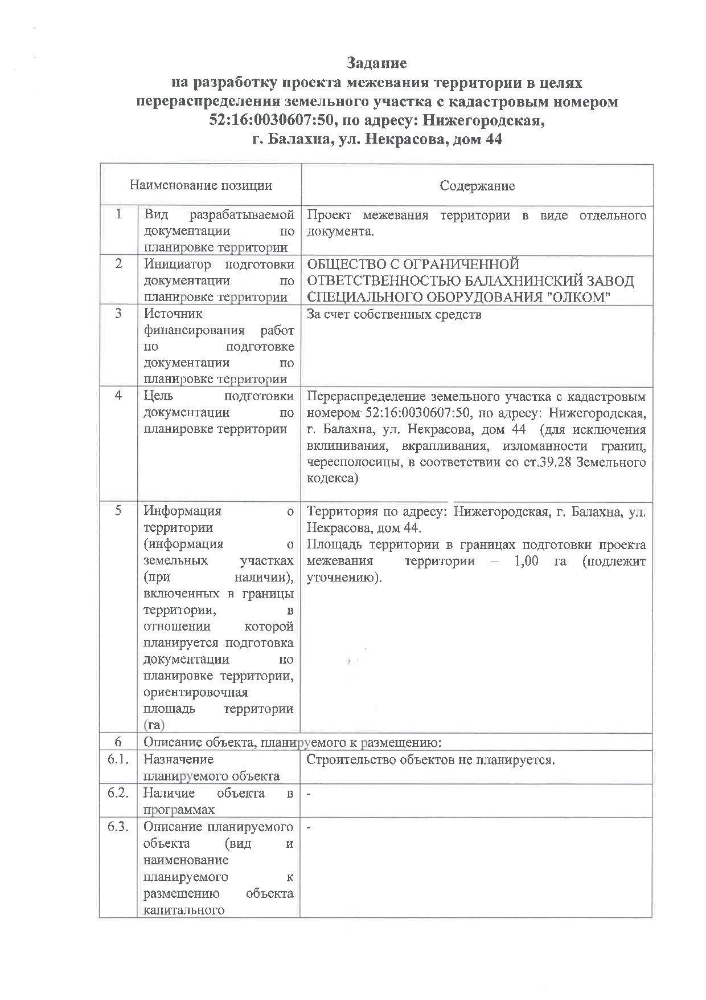 Задание
на разработку проекта межевания территории в целях
перераспределения земельного участка с кадастровым номером
52:16:0030607:50, по адресу: Нижегородская,
г. Балахна, ул. Некрасова, дом 44
Наименование позиции
Содержание
1
Вид разрабатываемой
документации по
планировке территории
Проект межевания территории в виде отдельного
документа.
2
Инициатор подготовки
документации по
планировке территории
ОБЩЕСТВО С ОГРАНИЧЕННОЙ
ОТВЕТСТВЕННОСТЬЮ БАЛАХНИНСКИЙ ЗАВОД
СПЕЦИАЛЬНОГО ОБОРУДОВАНИЯ "ОЛКОМ"
3
Источник
финансирования работ
по подготовке
документации по
планировке территории
За счет собственных средств
4
Цель подготовки
документации по
планировке территории
Перераспределение земельного участка с кадастровым
номером 52:16:0030607:50, по адресу: Нижегородская,
г. Балахна, ул. Некрасова, дом 44 (для исключения
вклинивания, вкрапливания, изломанности границ,
чересполосицы, в соответствии со ст.39.28 Земельного
кодекса)
5
Информация о
территории
(информация о
земельных участках
(при наличии),
включенных в границы
территории, в
отношении которой
планируется подготовка
документации по
планировке территории,
ориентировочная
площадь территории
(га)
Территория по адресу: Нижегородская, г. Балахна, ул.
Некрасова, дом 44.
Площадь территории в границах подготовки проекта
межевания территории – 1,00 га (подлежит
уточнению).
6
Описание объекта, планируемого к размещению:
6.1.
Назначение
планируемого объекта
Строительство объектов не планируется.
6.2.
Наличие объекта в
программах
-
6.3.
Описание планируемого
объекта (вид и
наименование
планируемого к
размещению объекта
капитального
-